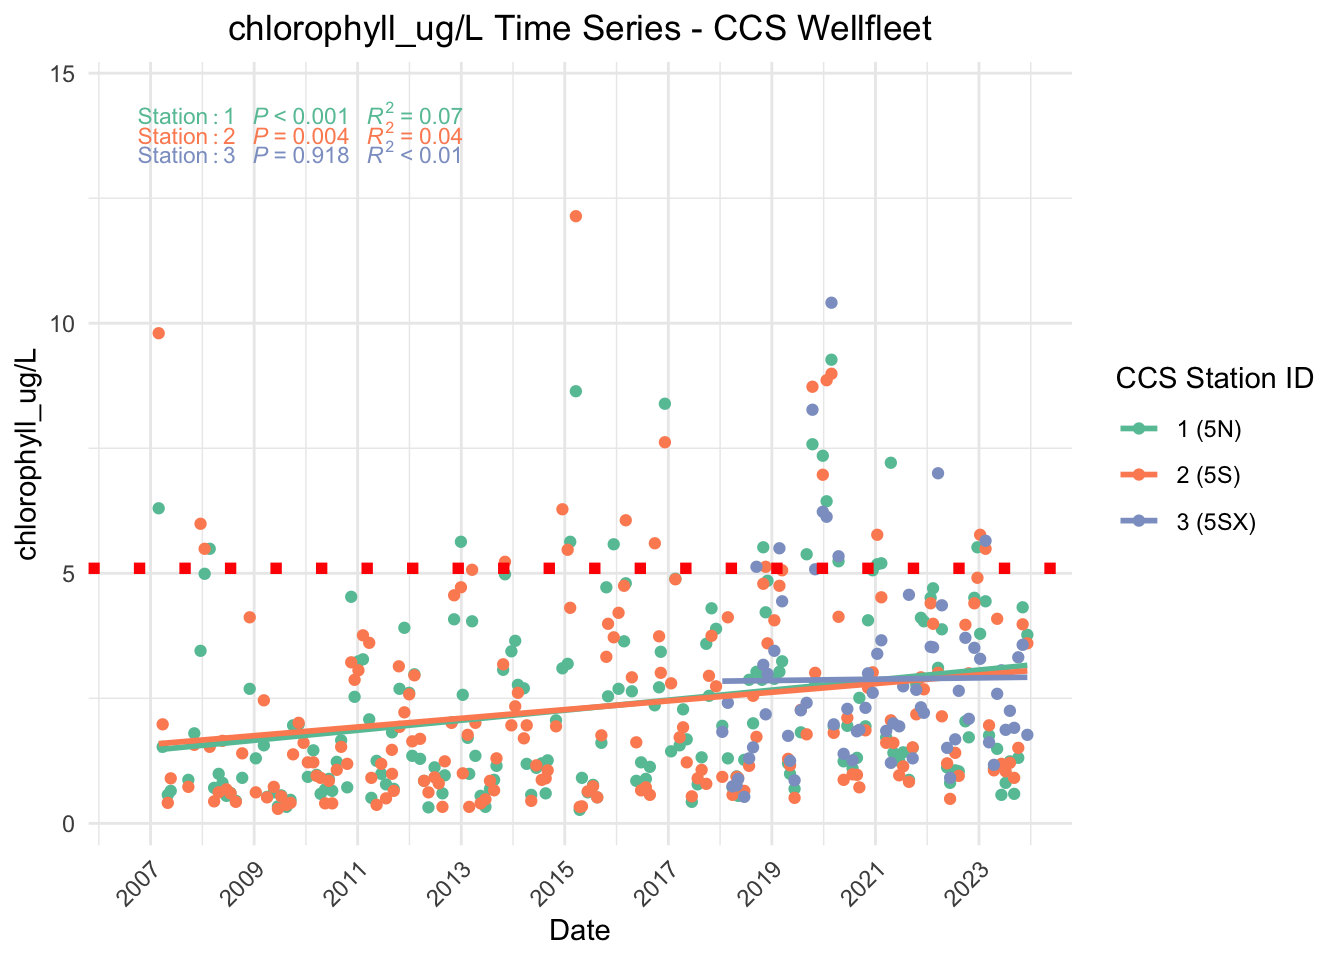 chlorophyll_ug/L Time Series - CCS Wellfleet
15
10
5
0
chlorophyll_ug/L
Station : 1 P < 0.001 R² = 0.07
Station : 2 P = 0.004 R² = 0.04
Station : 3 P = 0.918 R² < 0.01
2007
2009
2011
2013
2015
2017
2019
2021
2023
Date
CCS Station ID
1 (5N)
2 (5S)
3 (5SX)